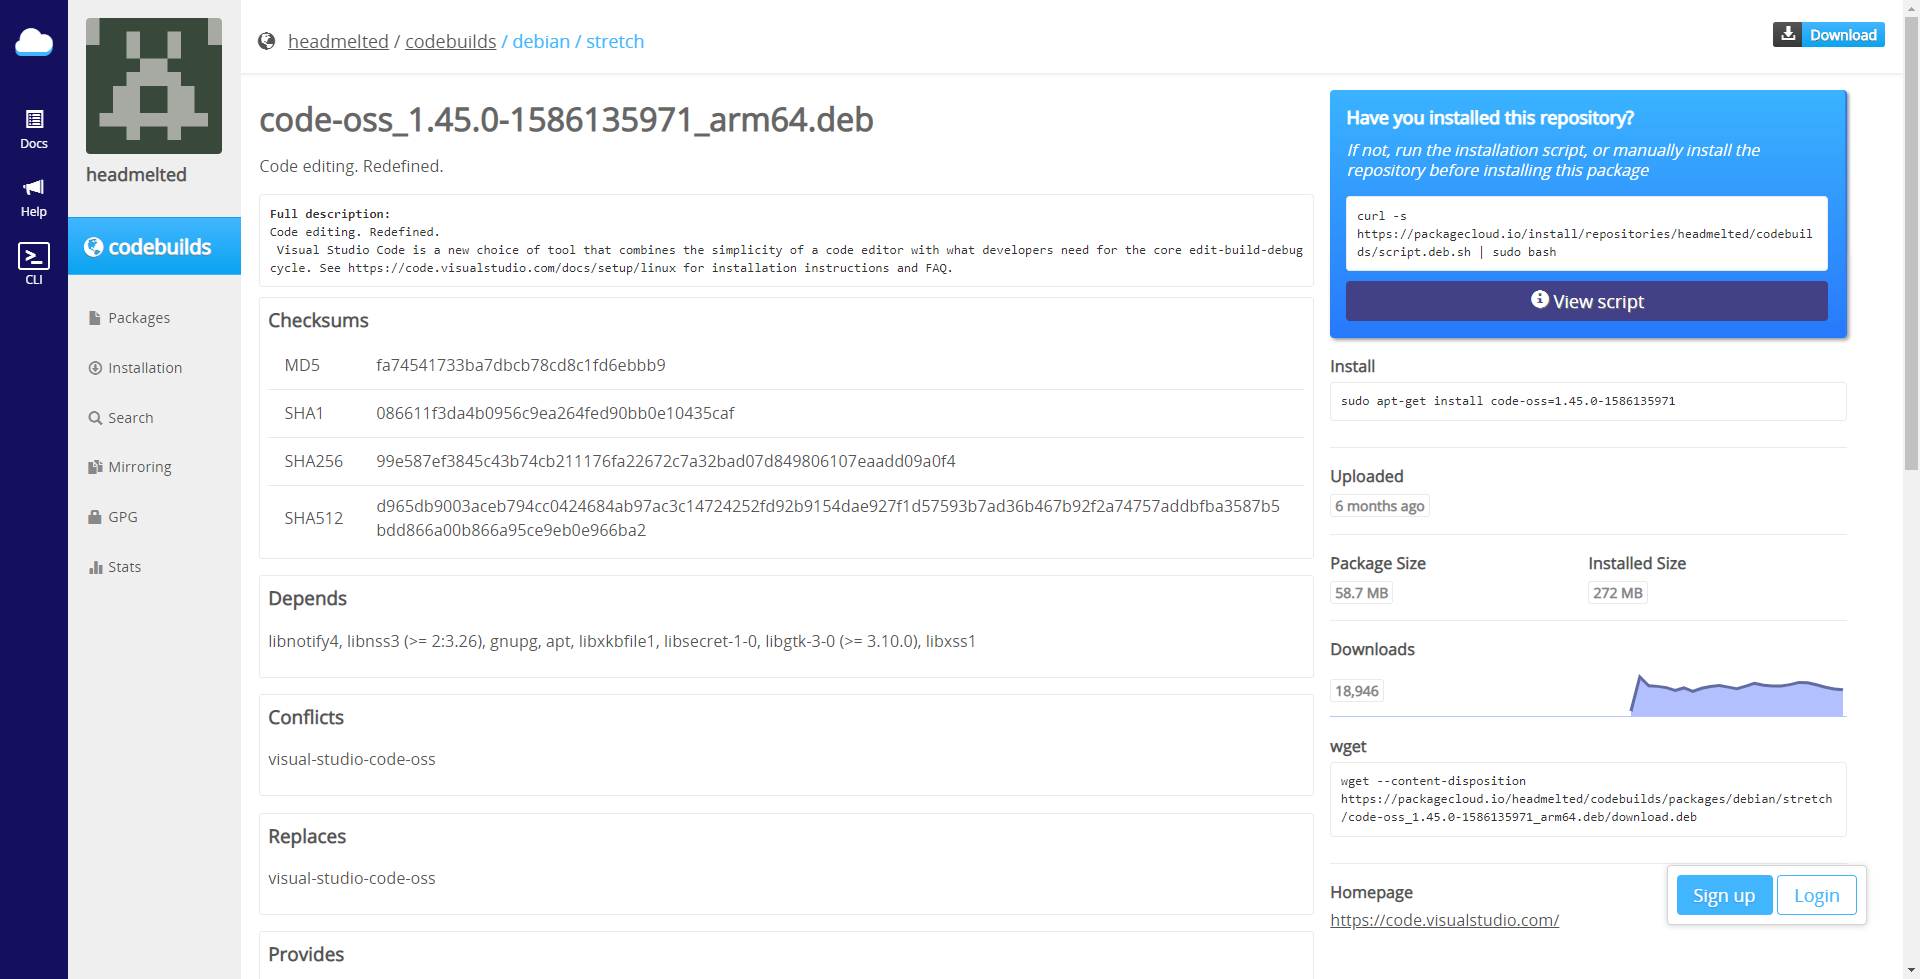 Docs
Help
CLI
headmelted
codebuilds
Packages
Installation
Search
Mirroring
GPG
Stats
headmelted / codebuilds / debian / stretch
Download
code-oss_1.45.0-1586135971_arm64.deb
Code editing. Redefined.
Full description:
Code editing. Redefined.
Visual Studio Code is a new choice of tool that combines the simplicity of a code editor with what developers need for the core edit-build-debug
cycle. See https://code.visualstudio.com/docs/setup/linux for installation instructions and FAQ.
Checksums
MD5 fa74541733ba7dbcb78cd8c1fd6ebbb9
SHA1 086611f3da4b0956c9ea264fed90bb0e10435caf
SHA256 99e587ef3845c43b74cb211176fa22672c7a32bad07d849806107eaadd09a0f4
SHA512 d965db9003aceb794cc0424684ab97ac3c14724252fd92b9154dae927f1d57593b7ad36b467b92f2a74757addbfba3587b5
bdd866a00b866a95ce9eb0e966ba2
Depends
libnotify4, libnss3 (>= 2:3.26), gnupg, apt, libxkbfile1, libsecret-1-0, libgtk-3-0 (>= 3.10.0), libxss1
Conflicts
visual-studio-code-oss
Replaces
visual-studio-code-oss
Provides
Have you installed this repository?
If not, run the installation script, or manually install the
repository before installing this package
curl -s
https://packagecloud.io/install/repositories/headmelted/codebuil
ds/script.deb.sh | sudo bash
View script
Install
sudo apt-get install code-oss=1.45.0-1586135971
Uploaded
6 months ago
Package Size Installed Size
58.7 MB 272 MB
Downloads
18,946
wget
wget --content-disposition
https://packagecloud.io/headmelted/codebuilds/packages/debian/stretch
/code-oss_1.45.0-1586135971_arm64.deb/download.deb
Homepage
https://code.visualstudio.com/
Sign up Login